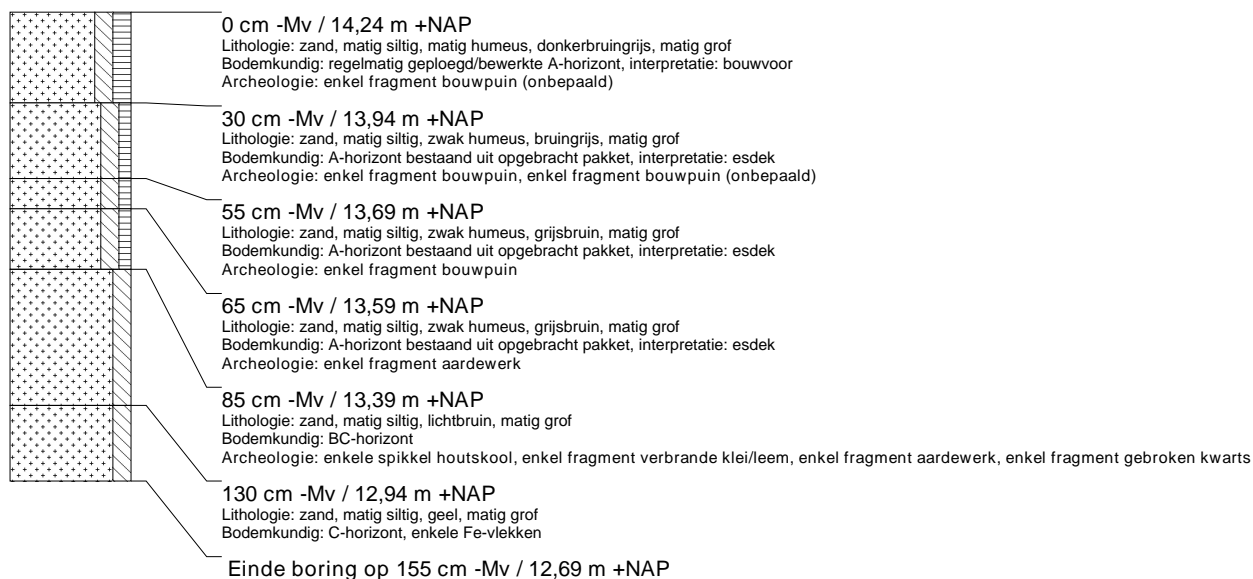 0 cm -Mv / 14,24 m +NAP
Lithologie: zand, matig siltig, matig humeus, donkerbruingrijs, matig grof
Bodemkundig: regelmatig geploegd/bewerkte A-horizont, interpretatie: bouwvoor
Archeologie: enkel fragment bouwpuin (onbepaald)
30 cm -Mv / 13,94 m +NAP
Lithologie: zand, matig siltig, zwak humeus, bruingrijs, matig grof
Bodemkundig: A-horizont bestaand uit opgebracht pakket, interpretatie: esdek
Archeologie: enkel fragment bouwpuin, enkel fragment bouwpuin (onbepaald)
55 cm -Mv / 13,69 m +NAP
Lithologie: zand, matig siltig, zwak humeus, grijsbruin, matig grof
Bodemkundig: A-horizont bestaand uit opgebracht pakket, interpretatie: esdek
Archeologie: enkel fragment bouwpuin
65 cm -Mv / 13,59 m +NAP
Lithologie: zand, matig siltig, zwak humeus, grijsbruin, matig grof
Bodemkundig: A-horizont bestaand uit opgebracht pakket, interpretatie: esdek
Archeologie: enkel fragment aardewerk
85 cm -Mv / 13,39 m +NAP
Lithologie: zand, matig siltig, lichtbruin, matig grof
Bodemkundig: BC-horizont
Archeologie: enkele spikkel houtskool, enkel fragment verbrande klei/leem, enkel fragment aardewerk, enkel fragment gebroken kwarts
130 cm -Mv / 12,94 m +NAP
Lithologie: zand, matig siltig, geel, matig grof
Bodemkundig: C-horizont, enkele Fe-vlekken
Einde boring op 155 cm -Mv / 12,69 m +NAP